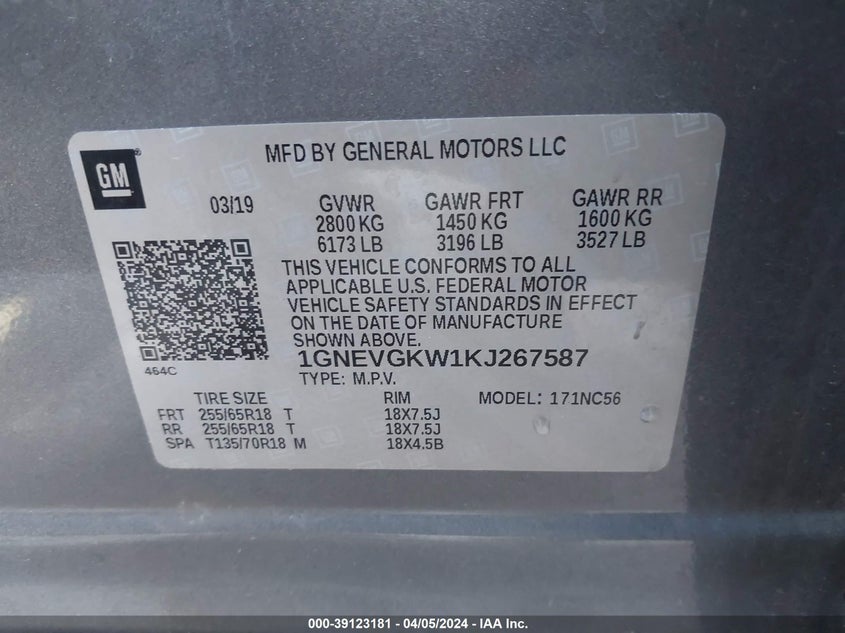 MFD BY GENERAL MOTORS LLC
GM
03/19 GVWR GAWR FRT GAWR RR
2800 KG 1450 KG 1600 KG
6173 LB 3196 LB 3527 LB
THIS VEHICLE CONFORMS TO ALL
APPLICABLE U.S. FEDERAL MOTOR
VEHICLE SAFETY STANDARDS IN EFFECT
ON THE DATE OF MANUFACTURE
SHOWN ABOVE.
464C
1GNEVGKW1KJ267587
TYPE: M.P.V.
TIRE SIZE RIM MODEL: 171NC56
FRT 255/65R18 T 18X7.5J
RR 255/65R18 T 18X7.5J
SPA T135/70R18 M 18X4.5B
000-39123181 - 04/05/2024 - IAA Inc.